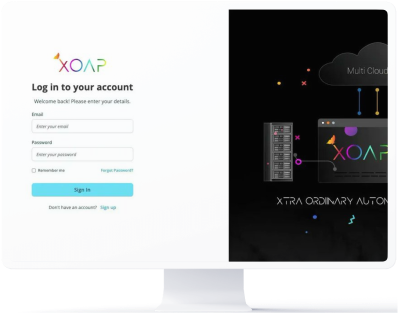 XOAP
Log in to your account
Welcome back! Please enter your details.
Email
Enter your email
Password
Enter your password
Remember me
Forgot Password?
Sign In
Don't have an account? Sign up
Multi Cloud
XOAP
XTRA ORDINARY AUTON